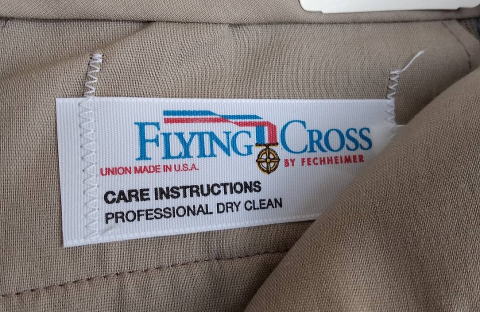 FLYING CROSS
BY FECHHEIMER
UNION MADE IN U.S.A.
CARE INSTRUCTIONS
PROFESSIONAL DRY CLEAN